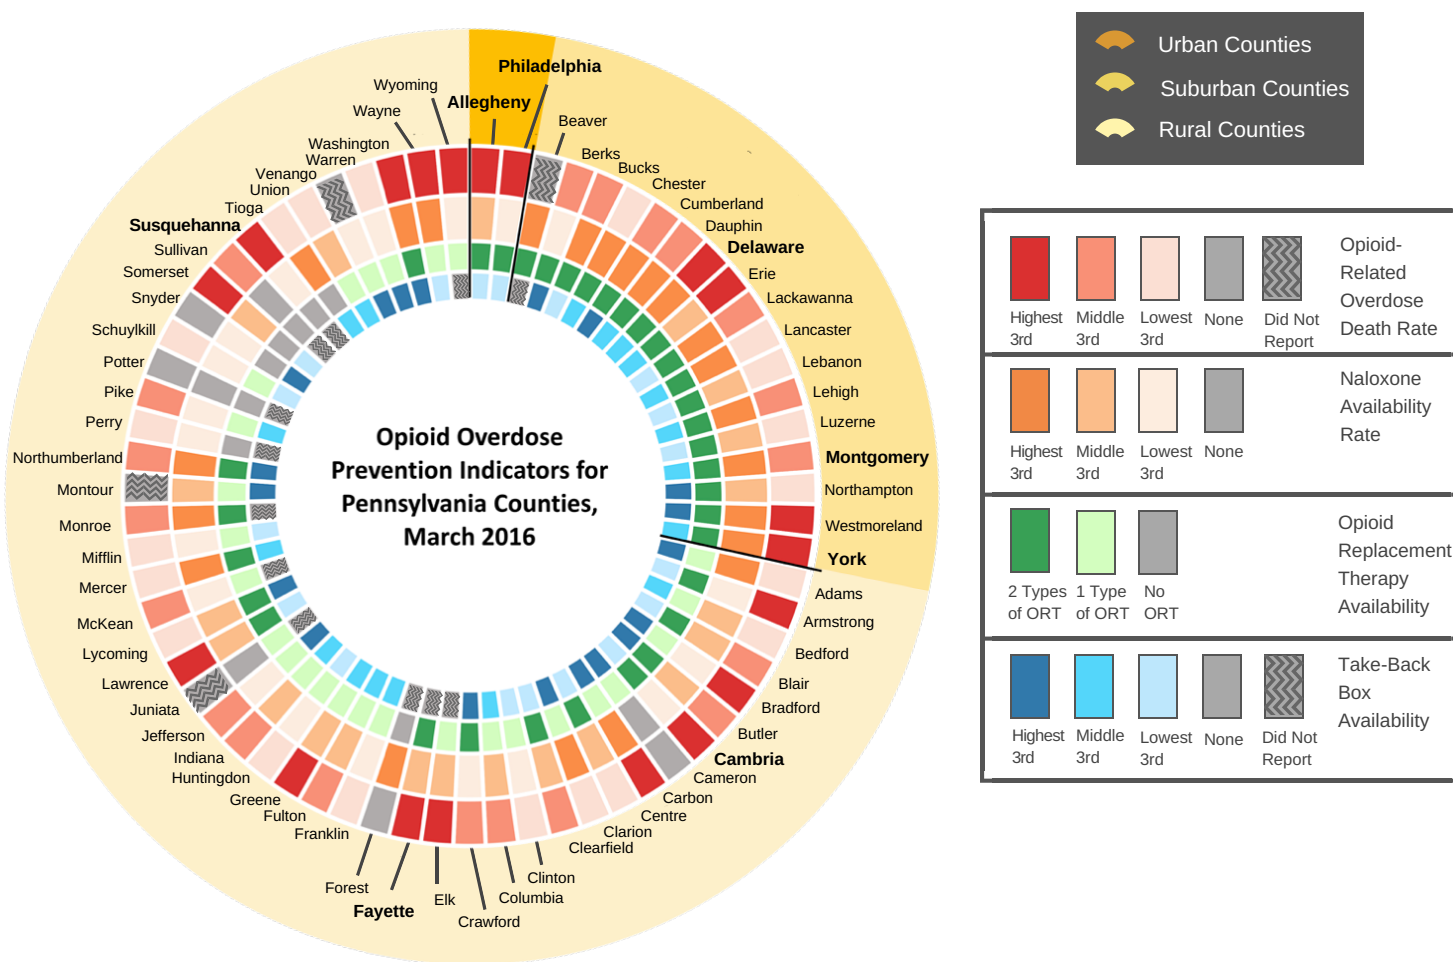 Opioid Overdose
Prevention Indicators for
Pennsylvania Counties,
March 2016
Allegheny
Philadelphia
Beaver
Berks
Bucks
Chester
Cumberland
Dauphin
Delaware
Erie
Lackawanna
Lancaster
Lebanon
Lehigh
Luzerne
Montgomery
Northampton
Westmoreland
York
Adams
Armstrong
Bedford
Blair
Bradford
Butler
Cambria
Cameron
Carbon
Centre
Clarion
Clearfield
Clinton
Columbia
Crawford
Elk
Fayette
Forest
Franklin
Fulton
Greene
Huntingdon
Indiana
Jefferson
Juniata
Lawrence
Lycoming
McKean
Mercer
Mifflin
Monroe
Montour
Northumberland
Perry
Pike
Potter
Schuylkill
Snyder
Somerset
Sullivan
Susquehanna
Tioga
Union
Venango
Warren
Washington
Wayne
Wyoming
Urban Counties
Suburban Counties
Rural Counties
Highest
3rd
Middle
3rd
Lowest
3rd
None
Did Not
Report
Opioid-
Related
Overdose
Death Rate
Highest
3rd
Middle
3rd
Lowest
3rd
None
Naloxone
Availability
Rate
2 Types
of ORT
1 Type
of ORT
No
ORT
Opioid
Replacement
Therapy
Availability
Highest
3rd
Middle
3rd
Lowest
3rd
None
Did Not
Report
Take-Back
Box
Availability